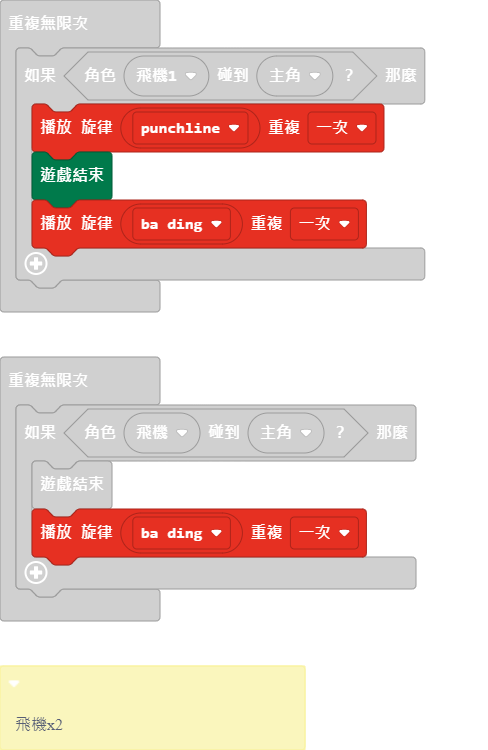 重複無限次
如果 角色 飛機1 碰到 主角 ? 那麼
播放 旋律 punchline 重複 一次
遊戲結束
播放 旋律 ba ding 重複 一次
重複無限次
如果 角色 飛機 碰到 主角 ? 那麼
遊戲結束
播放 旋律 ba ding 重複 一次
飛機x2